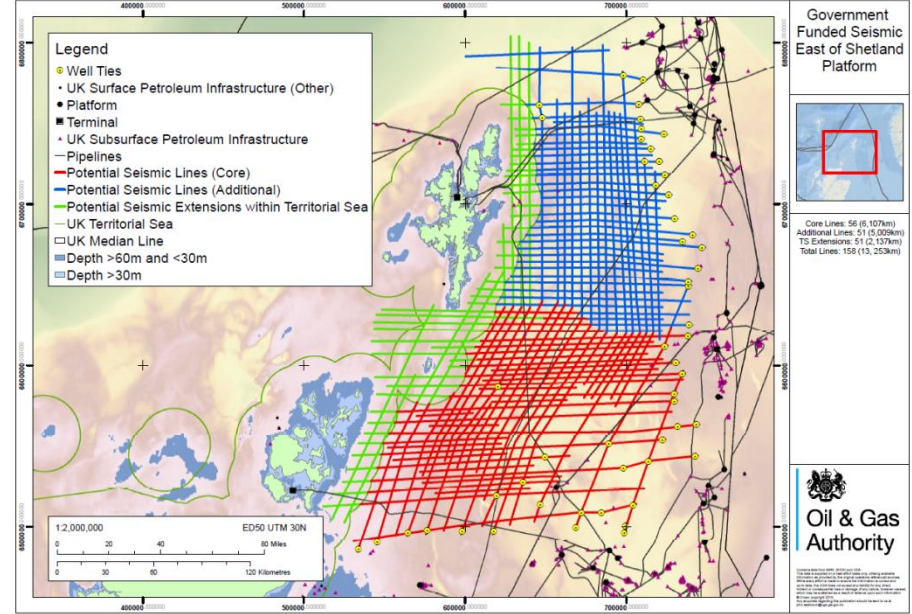 400000
500000
600000
700000
Government
Funded Seismic
East of Shetland
Platform
Legend
Well Ties
UK Surface Petroleum Infrastructure (Other)
Platform
Terminal
UK Subsurface Petroleum Infrastructure
Pipelines
Potential Seismic Lines (Core)
Potential Seismic Lines (Additional)
Potential Seismic Extensions within Territorial Sea
UK Territorial Sea
UK Median Line
Depth >60m and <30m
Depth >30m
Core Lines: 56 (6,107km)
Additional Lines: 51 (5,009km)
TS Extensions: 51 (2,137km)
Total Lines: 158 (13, 253km)
6800000
6700000
6600000
1:2,000,000
ED50 UTM 30N
0 20 40 80 Miles
0 30 60 120 Kilometres
Oil & Gas
Authority
400000
500000
600000
700000